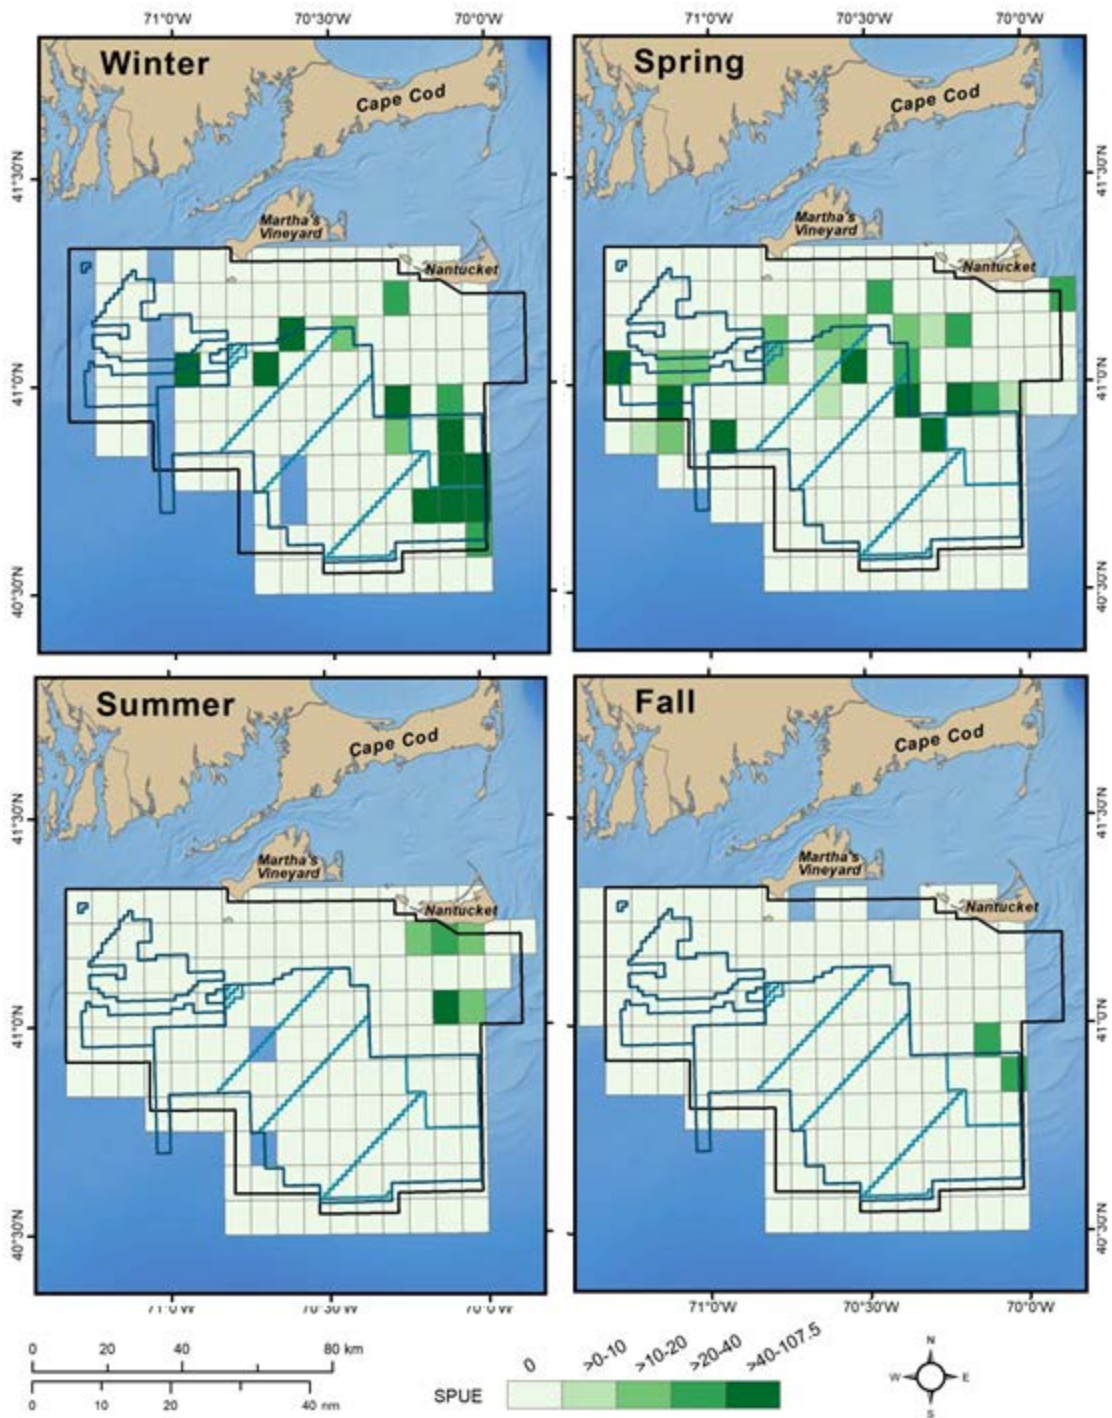 71°0'W 70°30'W 70°0'W 71°0'W 70°30'W 70°0'W
Winter
Cape Cod
Martha's
Vineyard
Nantucket
41°30'N
41°0'N
40°30'N
Spring
Cape Cod
Martha's
Vineyard
Nantucket
41°30'N
41°0'N
40°30'N
Summer
Cape Cod
Martha's
Vineyard
Nantucket
41°30'N
41°0'N
40°30'N
Fall
Cape Cod
Martha's
Vineyard
Nantucket
41°30'N
41°0'N
40°30'N
71°0'W 70°30'W 70°0'W 71°0'W 70°30'W 70°0'W
0 20 40 80 km
0 10 20 40 nm
0 >0-10 >10-20 >20-40 >40-107.5
SPUE
N
W E
S